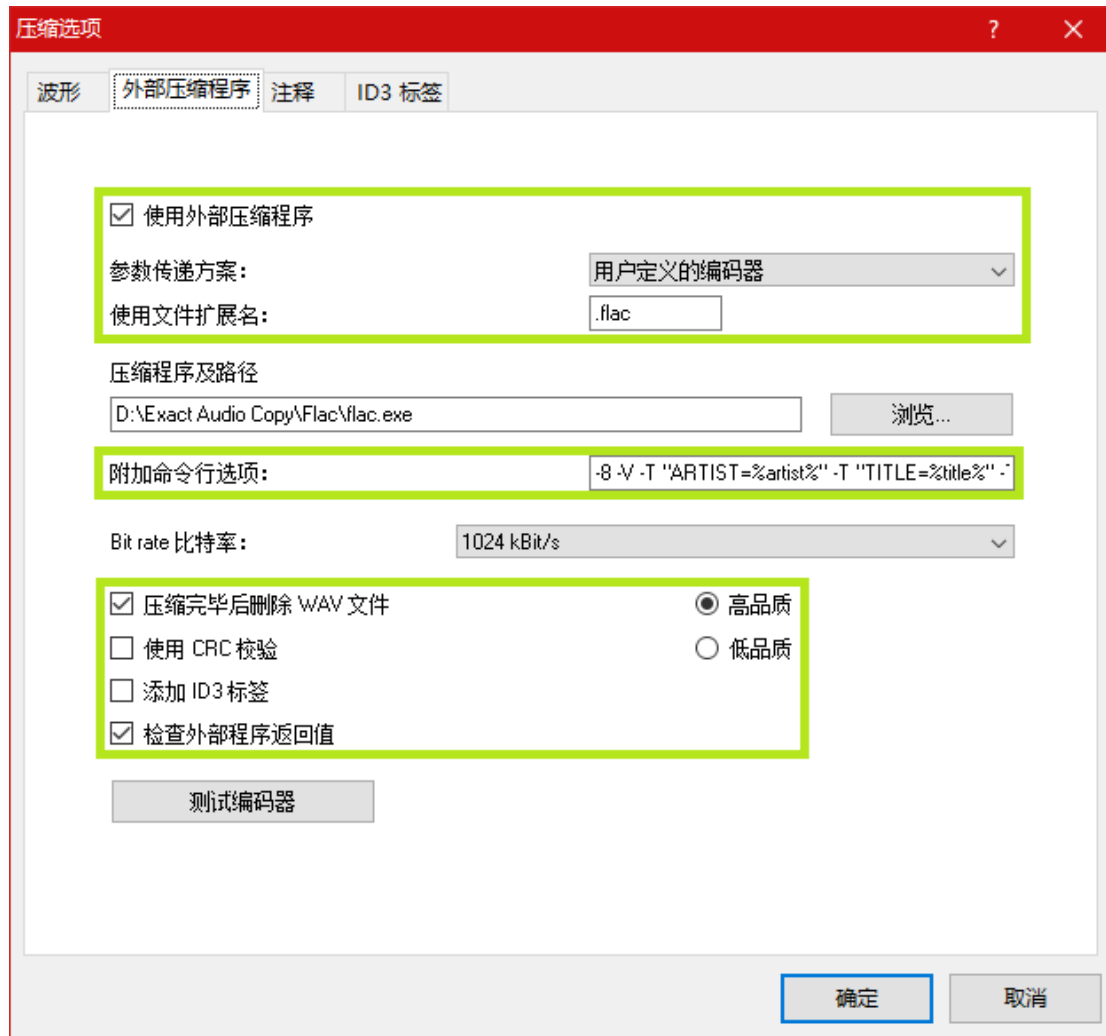 压缩选项 ?
波形 外部压缩程序 注释 ID3 标签
使用外部压缩程序
参数传递方案: 用户定义的编码器
使用文件扩展名: .flac
压缩程序及路径
D:\Exact Audio Copy\Flac\flac.exe 浏览...
附加命令行选项: -8 -V -T "ARTIST=%artist%" -T "TITLE=%title%" -
Bit rate 比特率: 1024 kBit/s
压缩完毕后删除 WAV 文件 高品质
使用 CRC 校验 低品质
添加 ID3 标签
检查外部程序返回值
测试编码器
确定 取消